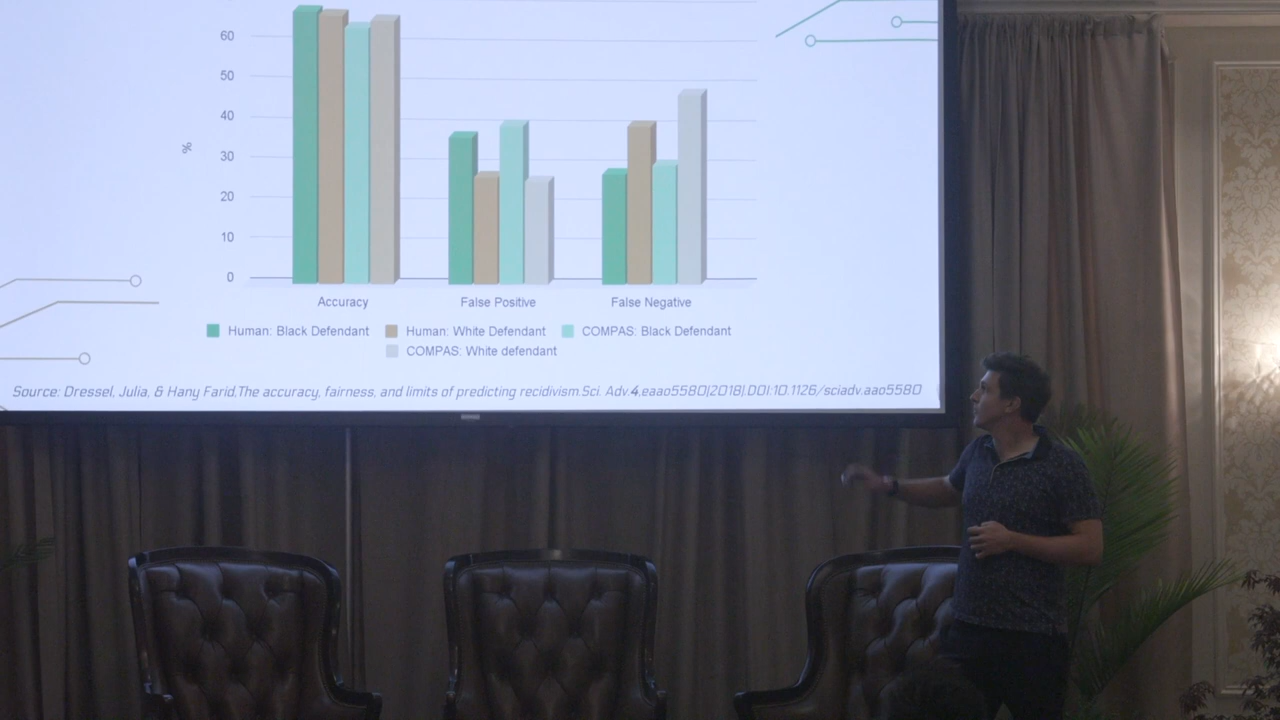 60
50
40
30
20
10
0
%
Accuracy False Positive False Negative
Human: Black Defendant Human: White Defendant COMPAS: Black Defendant
COMPAS: White defendant
Source: Dressel, Julia, & Hany Farid,The accuracy, fairness, and limits of predicting recidivism.Sci. Adv.4,eaao5580(2018).DOI:10.1126/sciadv.aao5580